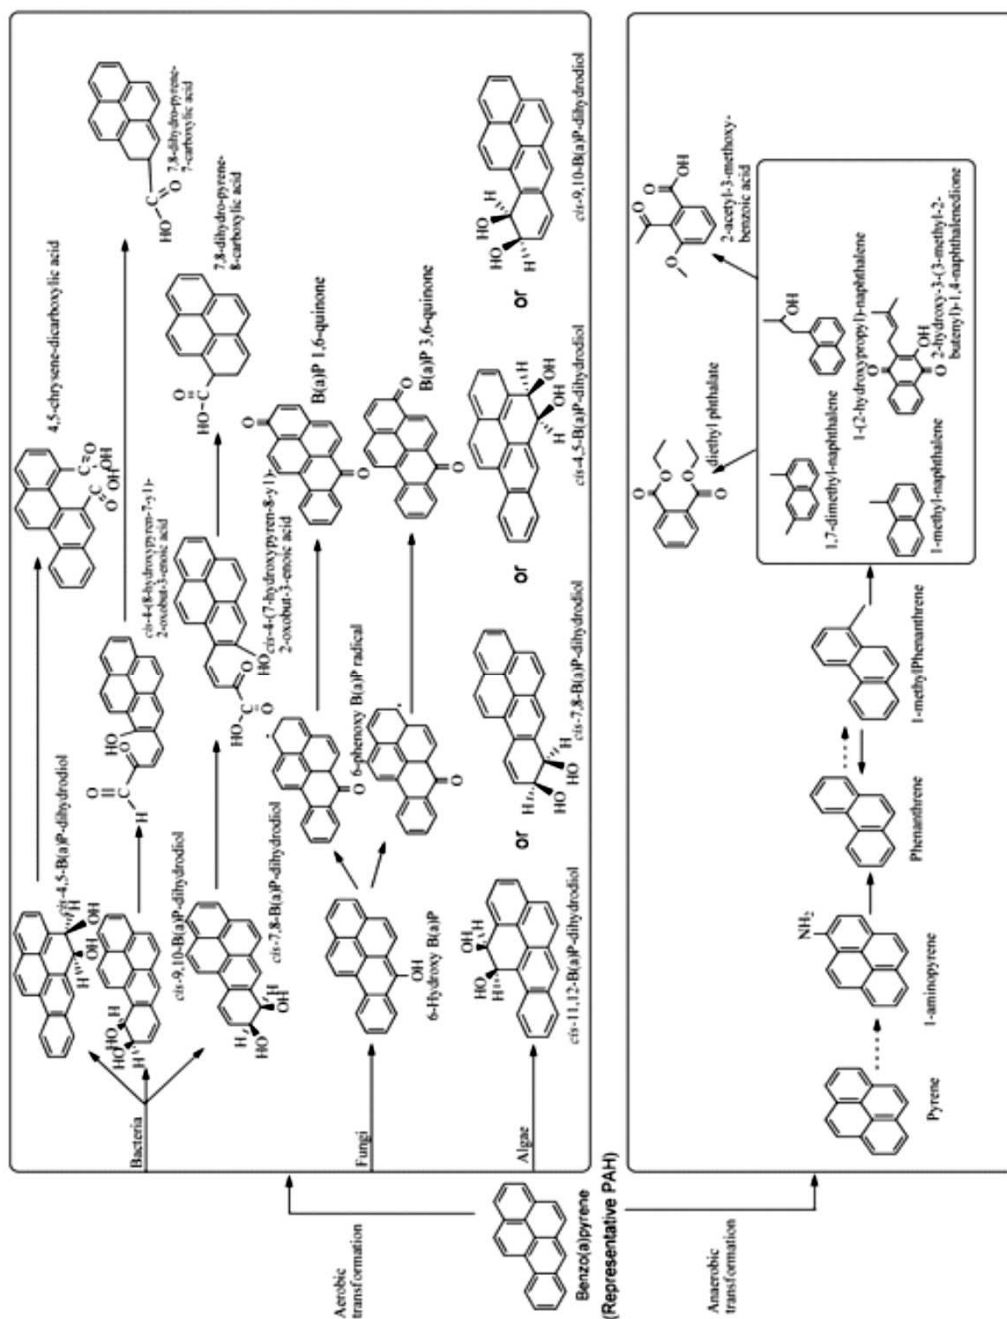 Aerobic
transformation
Benzo(a)pyrene
(Representative PAH)
Anaerobic
transformation
Bacteria
cis-4,5-B(a)P-dihydrodiol
4,5-chrysene-dicarboxylic acid
cis-9,10-B(a)P-dihydrodiol
cis-4-(8-hydroxypyren-7-y1)-
2-oxobut-3-enoic acid
7,8-dihydro-pyrene-
7-carboxylic acid
cis-7,8-B(a)P-dihydrodiol
cis-4-(7-hydroxypyren-8-y1)-
2-oxobut-3-enoic acid
7,8-dihydro-pyrene-
8-carboxylic acid
Fungi
6-Hydroxy B(a)P
6-phenoxy B(a)P radical
B(a)P 1,6-quinone
B(a)P 3,6-quinone
Algae
cis-11,12-B(a)P-dihydrodiol
or
cis-7,8-B(a)P-dihydrodiol
or
cis-4,5-B(a)P-dihydrodiol
or
cis-9,10-B(a)P-dihydrodiol
Pyrene
1-aminopyrene
NH2
Phenanthrene
1-methylPhenanthrene
diethyl phthalate
2-acetyl-3-methoxy-
benzoic acid
1,7-dimethyl-naphthalene
1-(2-hydroxypropyl)-naphthalene
1-methyl-naphthalene
2-hydroxy-3-(3-methyl-2-
butenyl)-1,4-naphthalenedione